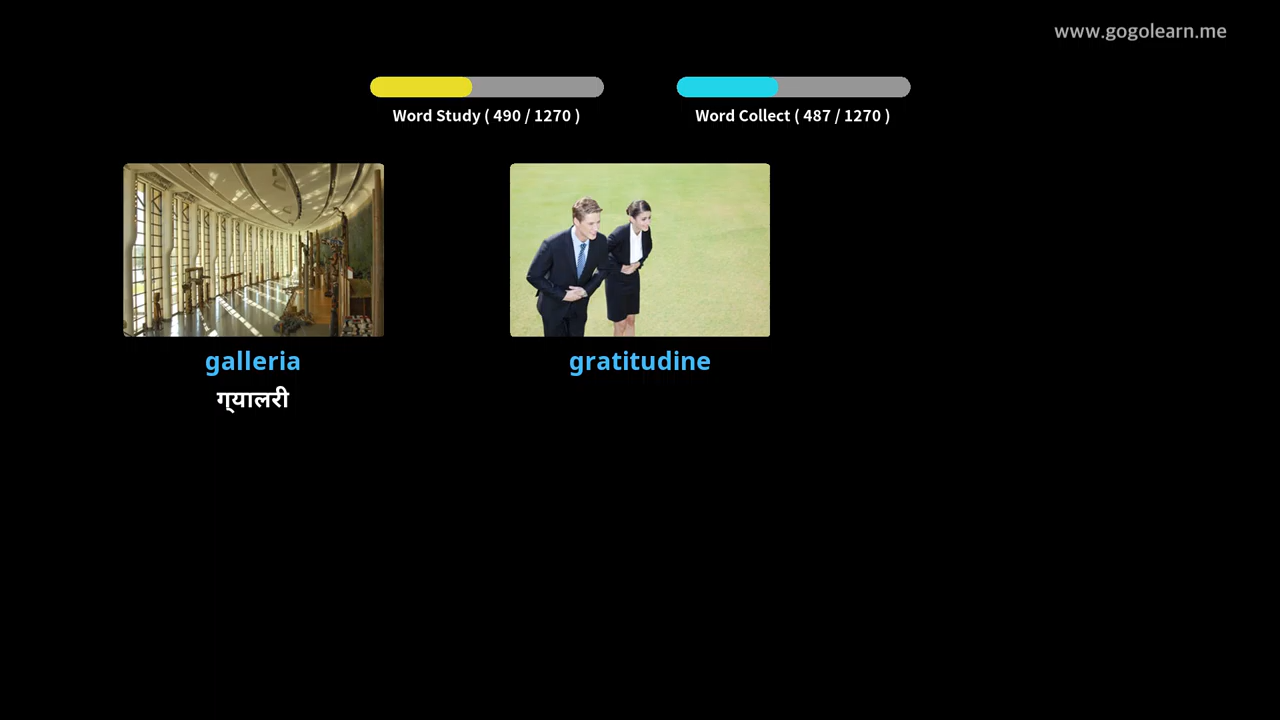 www.gogolearn.me
Word Study ( 490 / 1270 )
Word Collect ( 487 / 1270 )
galleria
gratitudine
ग्यालरी